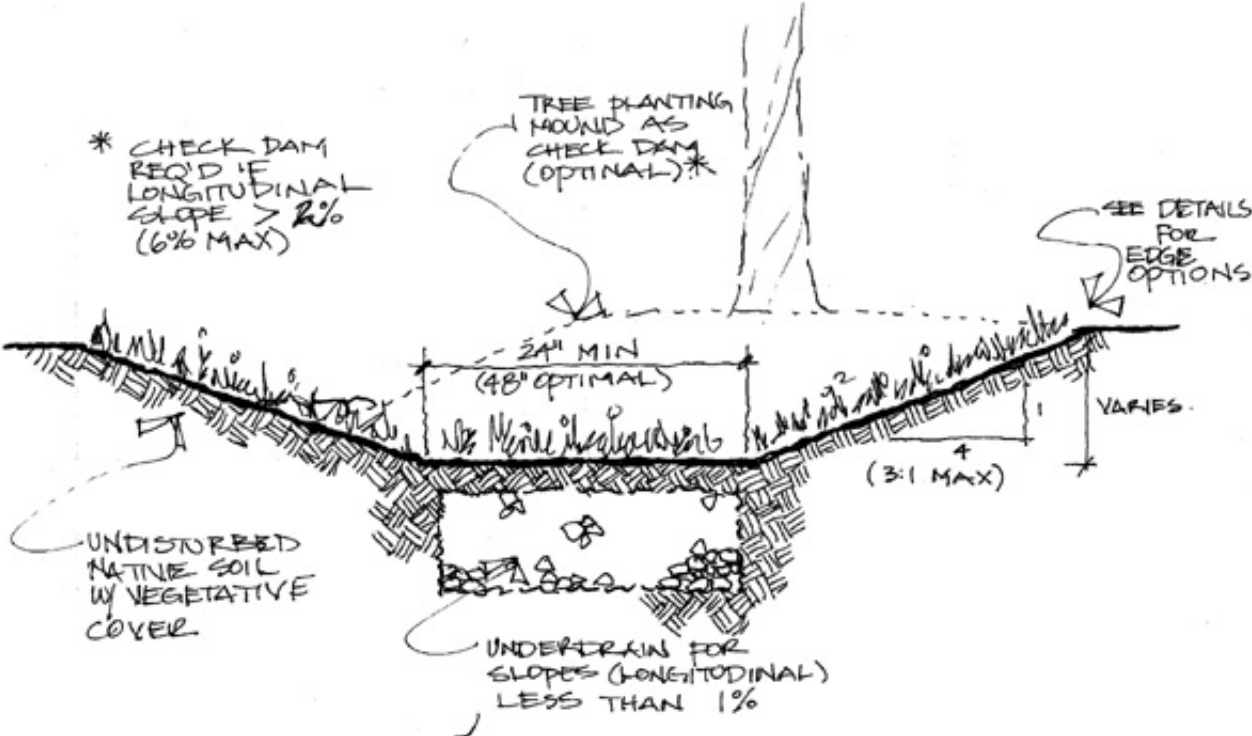 * CHECK DAM
REQ'D IF
LONGITUDINAL
SLOPE > 2%
(6% MAX)
TREE PLANTING
MOUND AS
CHECK DAM
(OPTINAL)*
SEE DETAILS
FOR
EDGE
OPTIONS
24" MIN
(48" OPTIMAL)
1
VARIES.
4
(3:1 MAX)
UNDISTURBED
NATIVE SOIL
W/ VEGETATIVE
COVER
UNDERDRAIN FOR
SLOPES (LONGITUDINAL)
LESS THAN 1%